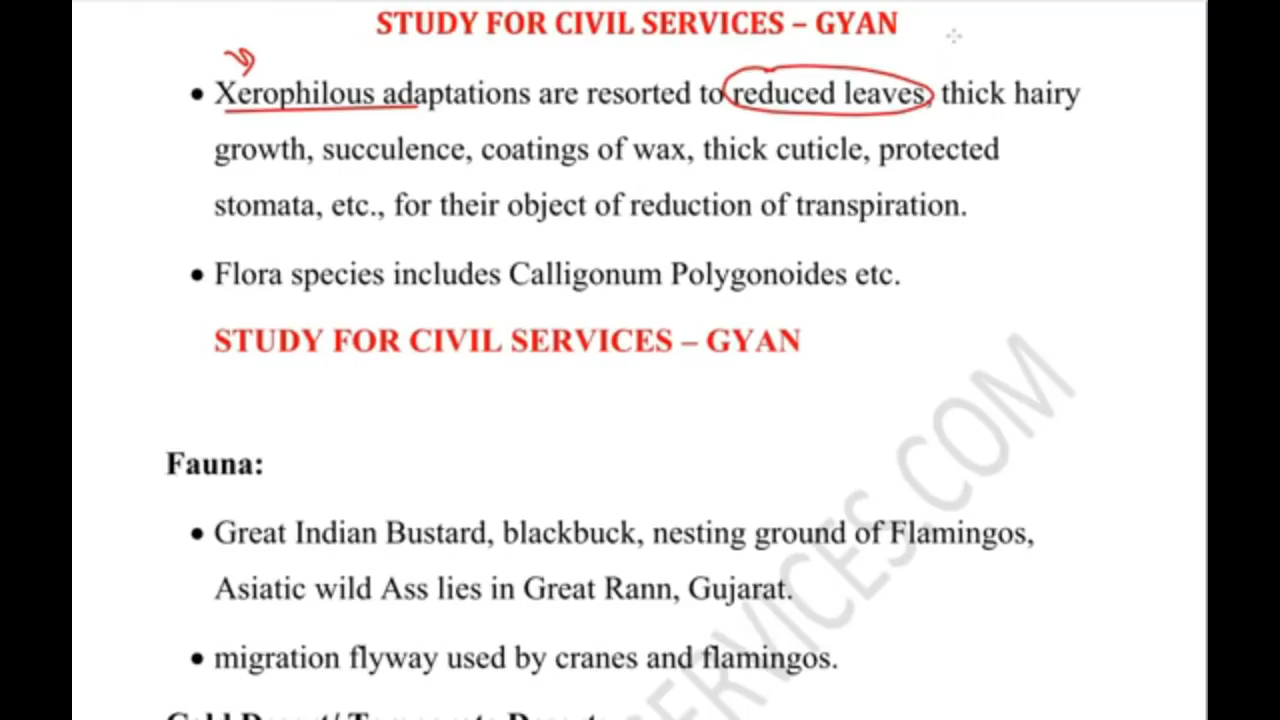 STUDY FOR CIVIL SERVICES – GYAN
• Xerophilous adaptations are resorted to reduced leaves, thick hairy
growth, succulence, coatings of wax, thick cuticle, protected
stomata, etc., for their object of reduction of transpiration.
• Flora species includes Calligonum Polygonoides etc.
STUDY FOR CIVIL SERVICES – GYAN
Fauna:
• Great Indian Bustard, blackbuck, nesting ground of Flamingos,
Asiatic wild Ass lies in Great Rann, Gujarat.
• migration flyway used by cranes and flamingos.
SERVICES.COM